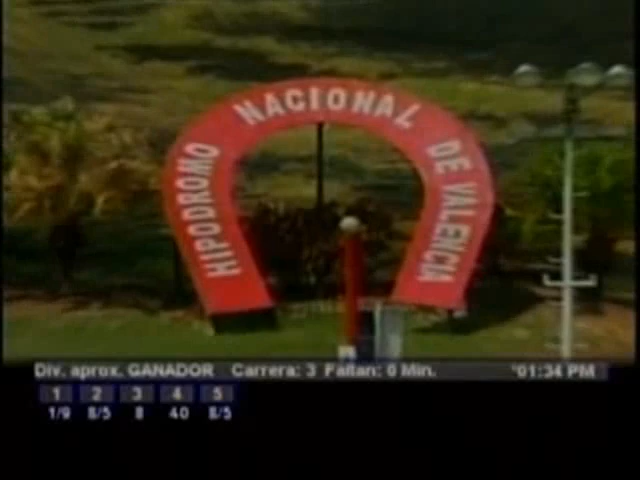 HIPODROMO NACIONAL DE VALENCIA
Div. aprox. GANADOR Carrera: 3 Faltan: 0 Min. '01:34 PM
1 2 3 4 5
1/9 8/5 8 40 8/5